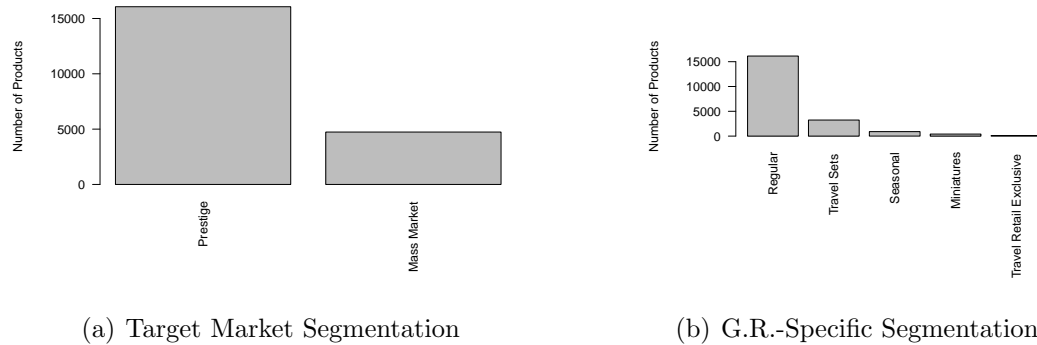 Number of Products
15000
10000
5000
0
Prestige
Mass Market
(a) Target Market Segmentation
Number of Products
15000
10000
5000
0
Regular
Travel Sets
Seasonal
Miniatures
Travel Retail Exclusive
(b) G.R.-Specific Segmentation